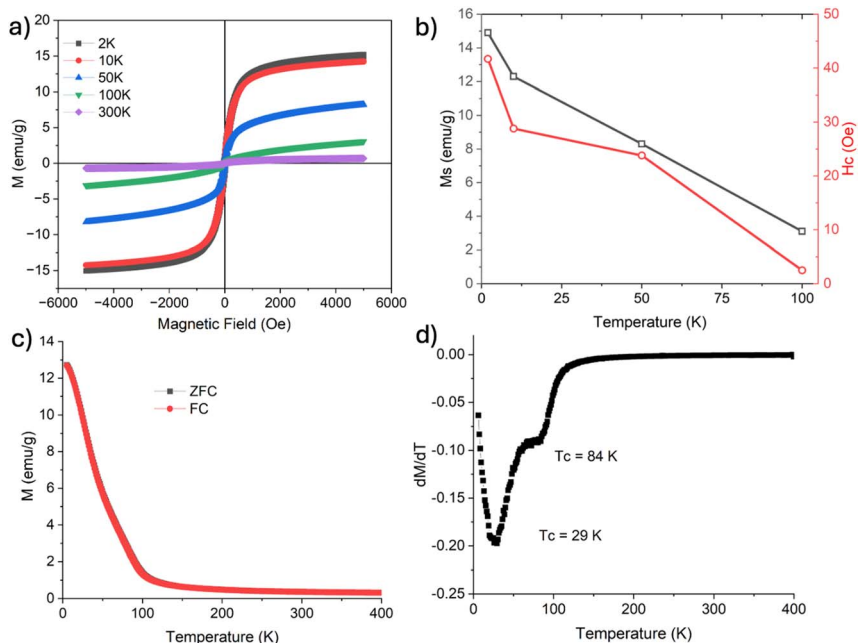 a)
20
15
10
5
0
−5
−10
−15
M (emu/g)
2K
10K
50K
100K
300K
−6000 −4000 −2000 0 2000 4000 6000
Magnetic Field (Oe)
b)
16
14
12
10
8
6
4
2
0
Ms (emu/g)
50
40
30
20
10
0
Hc (Oe)
0 25 50 75 100
Temperature (K)
c)
14
12
10
8
6
4
2
0
M (emu/g)
ZFC
FC
0 100 200 300 400
Temperature (K)
d)
0.00
-0.05
-0.10
-0.15
-0.20
-0.25
dM/dT
Tc = 84 K
Tc = 29 K
0 100 200 300 400
Temperature (K)